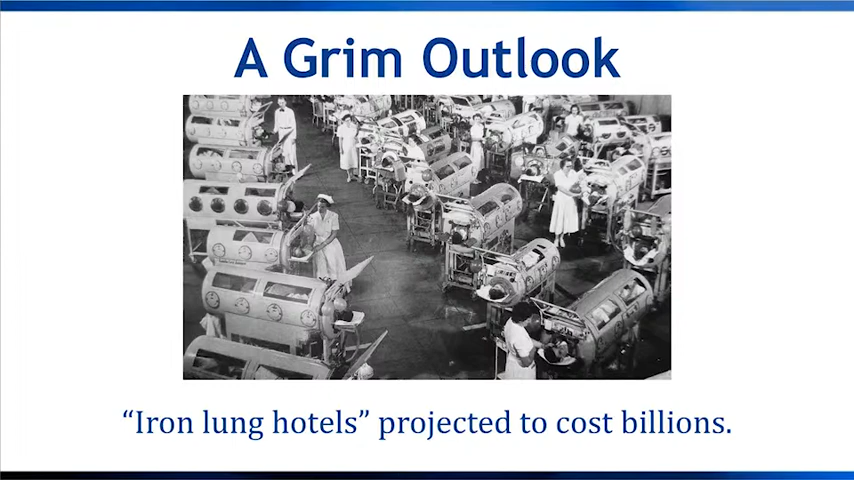 A Grim Outlook
“Iron lung hotels” projected to cost billions.